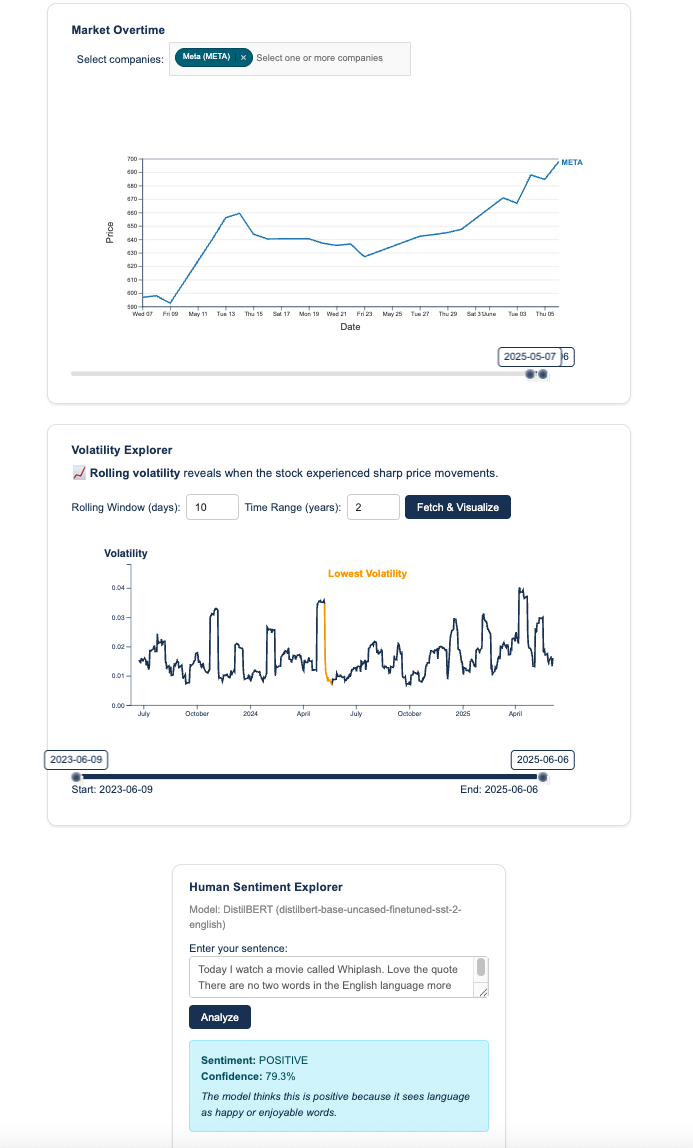 Market Overtime
Select companies: Meta (META) × Select one or more companies
700
690
680
670
660
650
640
630
620
610
600
590
Price
META
Wed 07 Fri 09 May 11 Tue 13 Thu 15 Sat 17 Mon 19 Wed 21 Fri 23 May 25 Tue 27 Thu 29 Sat 31 June Tue 03 Thu 05
Date
2025-05-07 06
Volatility Explorer
📈 Rolling volatility reveals when the stock experienced sharp price movements.
Rolling Window (days): 10 Time Range (years): 2 Fetch & Visualize
Volatility
Lowest Volatility
0.04
0.03
0.02
0.01
0.00
July October 2024 April July October 2025 April
2023-06-09 2025-06-06
Start: 2023-06-09 End: 2025-06-06
Human Sentiment Explorer
Model: DistilBERT (distilbert-base-uncased-finetuned-sst-2-
english)
Enter your sentence:
Today I watch a movie called Whiplash. Love the quote
There are no two words in the English language more
Analyze
Sentiment: POSITIVE
Confidence: 79.3%
The model thinks this is positive because it sees language
as happy or enjoyable words.